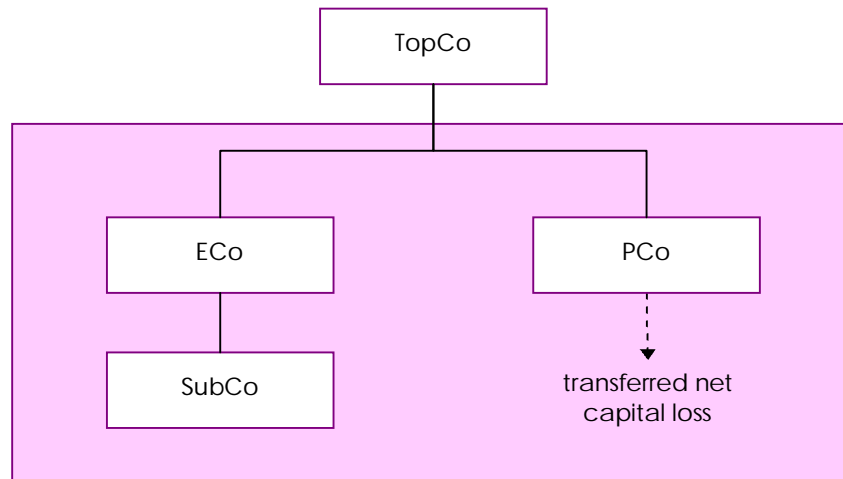 TopCo
ECo
PCo
SubCo
transferred net
capital loss